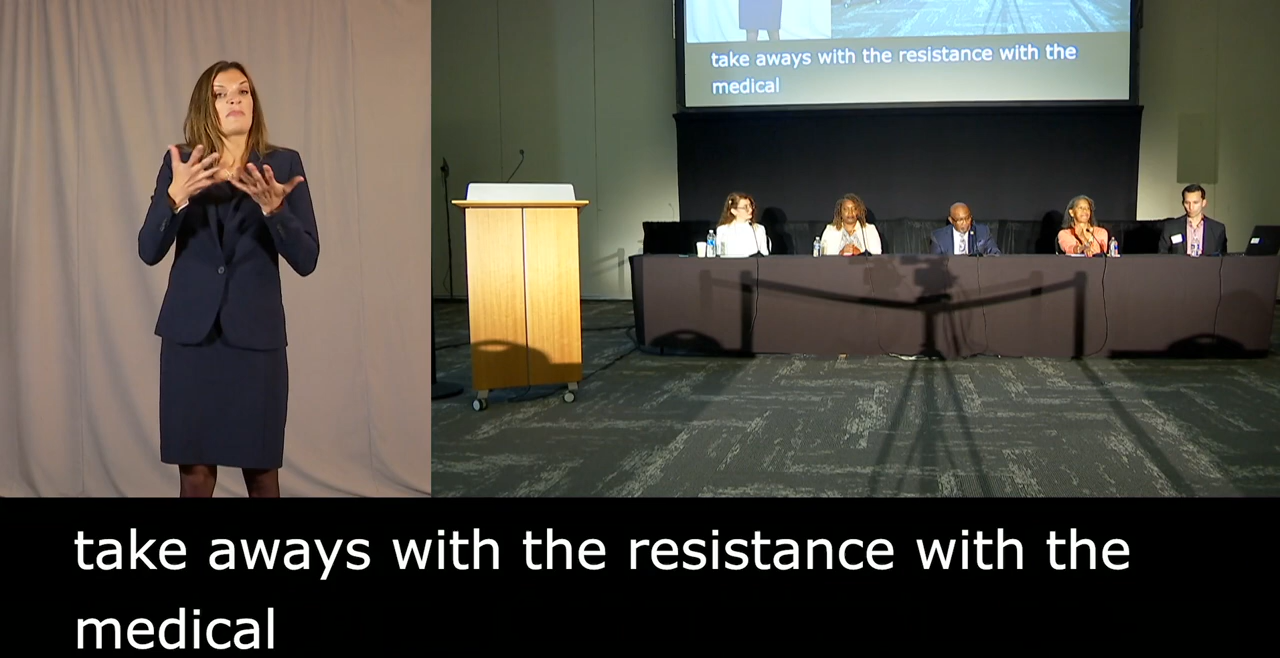 take aways with the resistance with the
medical
take aways with the resistance with the
medical